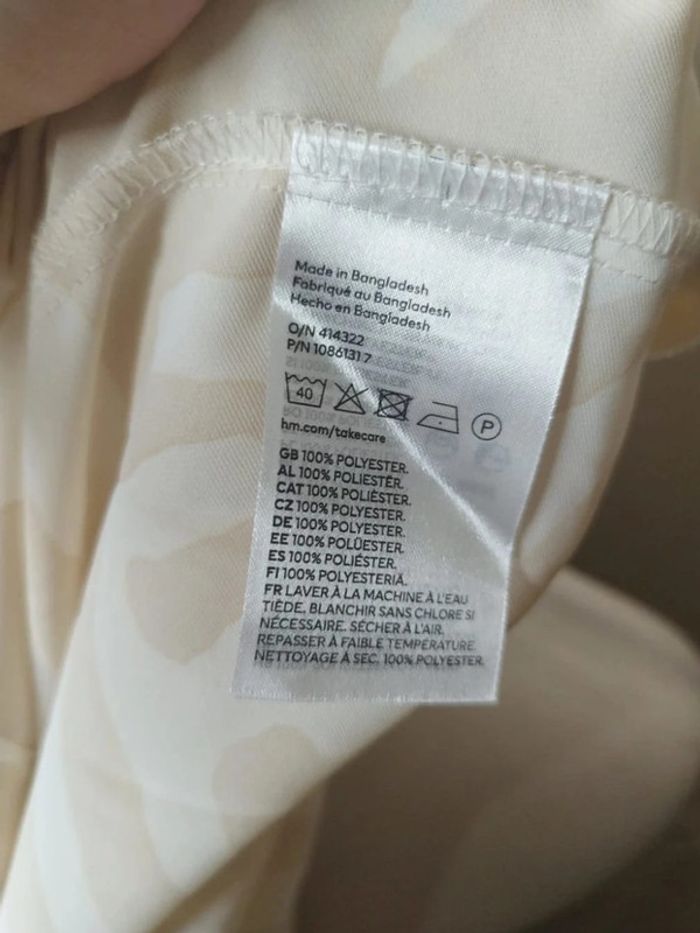 Made in Bangladesh
Fabriqué au Bangladesh
Hecho en Bangladesh
O/N 414322
P/N 1086131 7
40 P
hm.com/takecare
GB 100% POLYESTER.
AL 100% POLIESTËR.
CAT 100% POLIÈSTER.
CZ 100% POLYESTER.
DE 100% POLYESTER.
EE 100% POLÜESTER.
ES 100% POLIÉSTER.
FI 100% POLYESTERIÄ.
FR LAVER À LA MACHINE À L'EAU
TIÈDE. BLANCHIR SANS CHLORE SI
NÉCESSAIRE. SÉCHER À L'AIR.
REPASSER À FAIBLE TEMPÉRATURE.
NETTOYAGE À SEC. 100% POLYESTER.